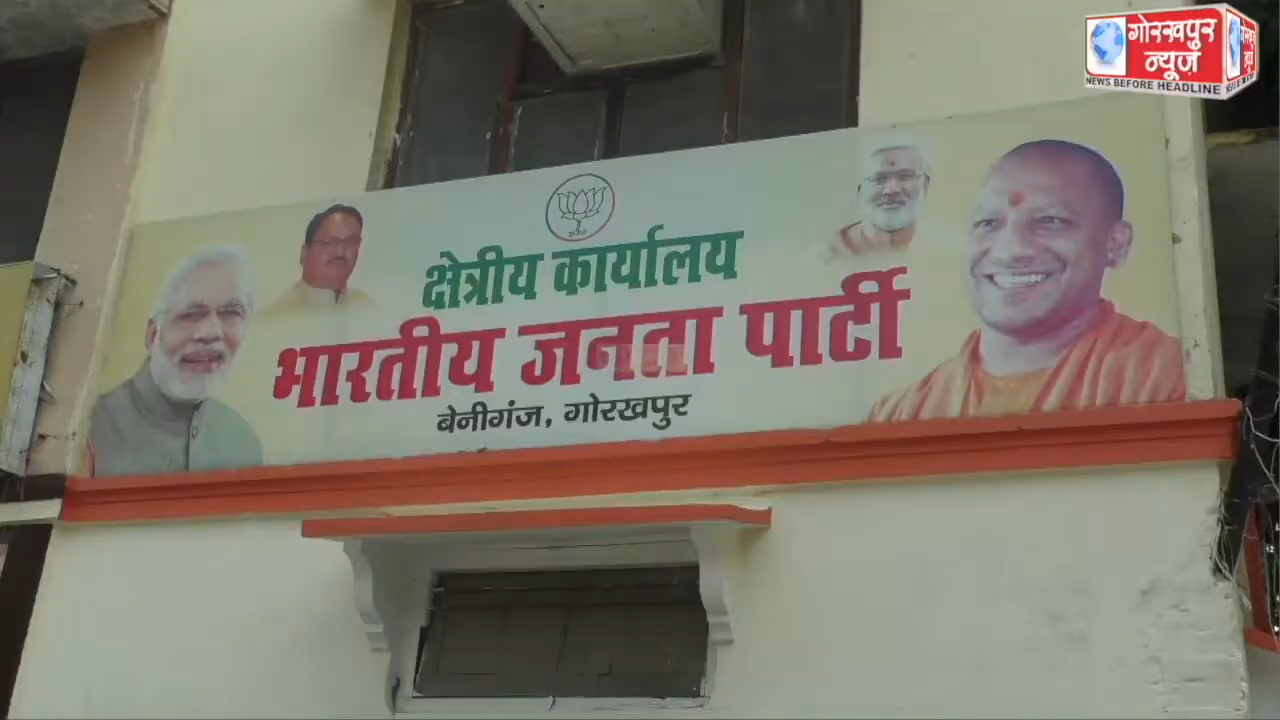 क्षेत्रीय कार्यालय
भारतीय जनता पार्टी
बेनीगंज, गोरखपुर
गोरखपुर
न्यूज़
NEWS BEFORE HEADLINE